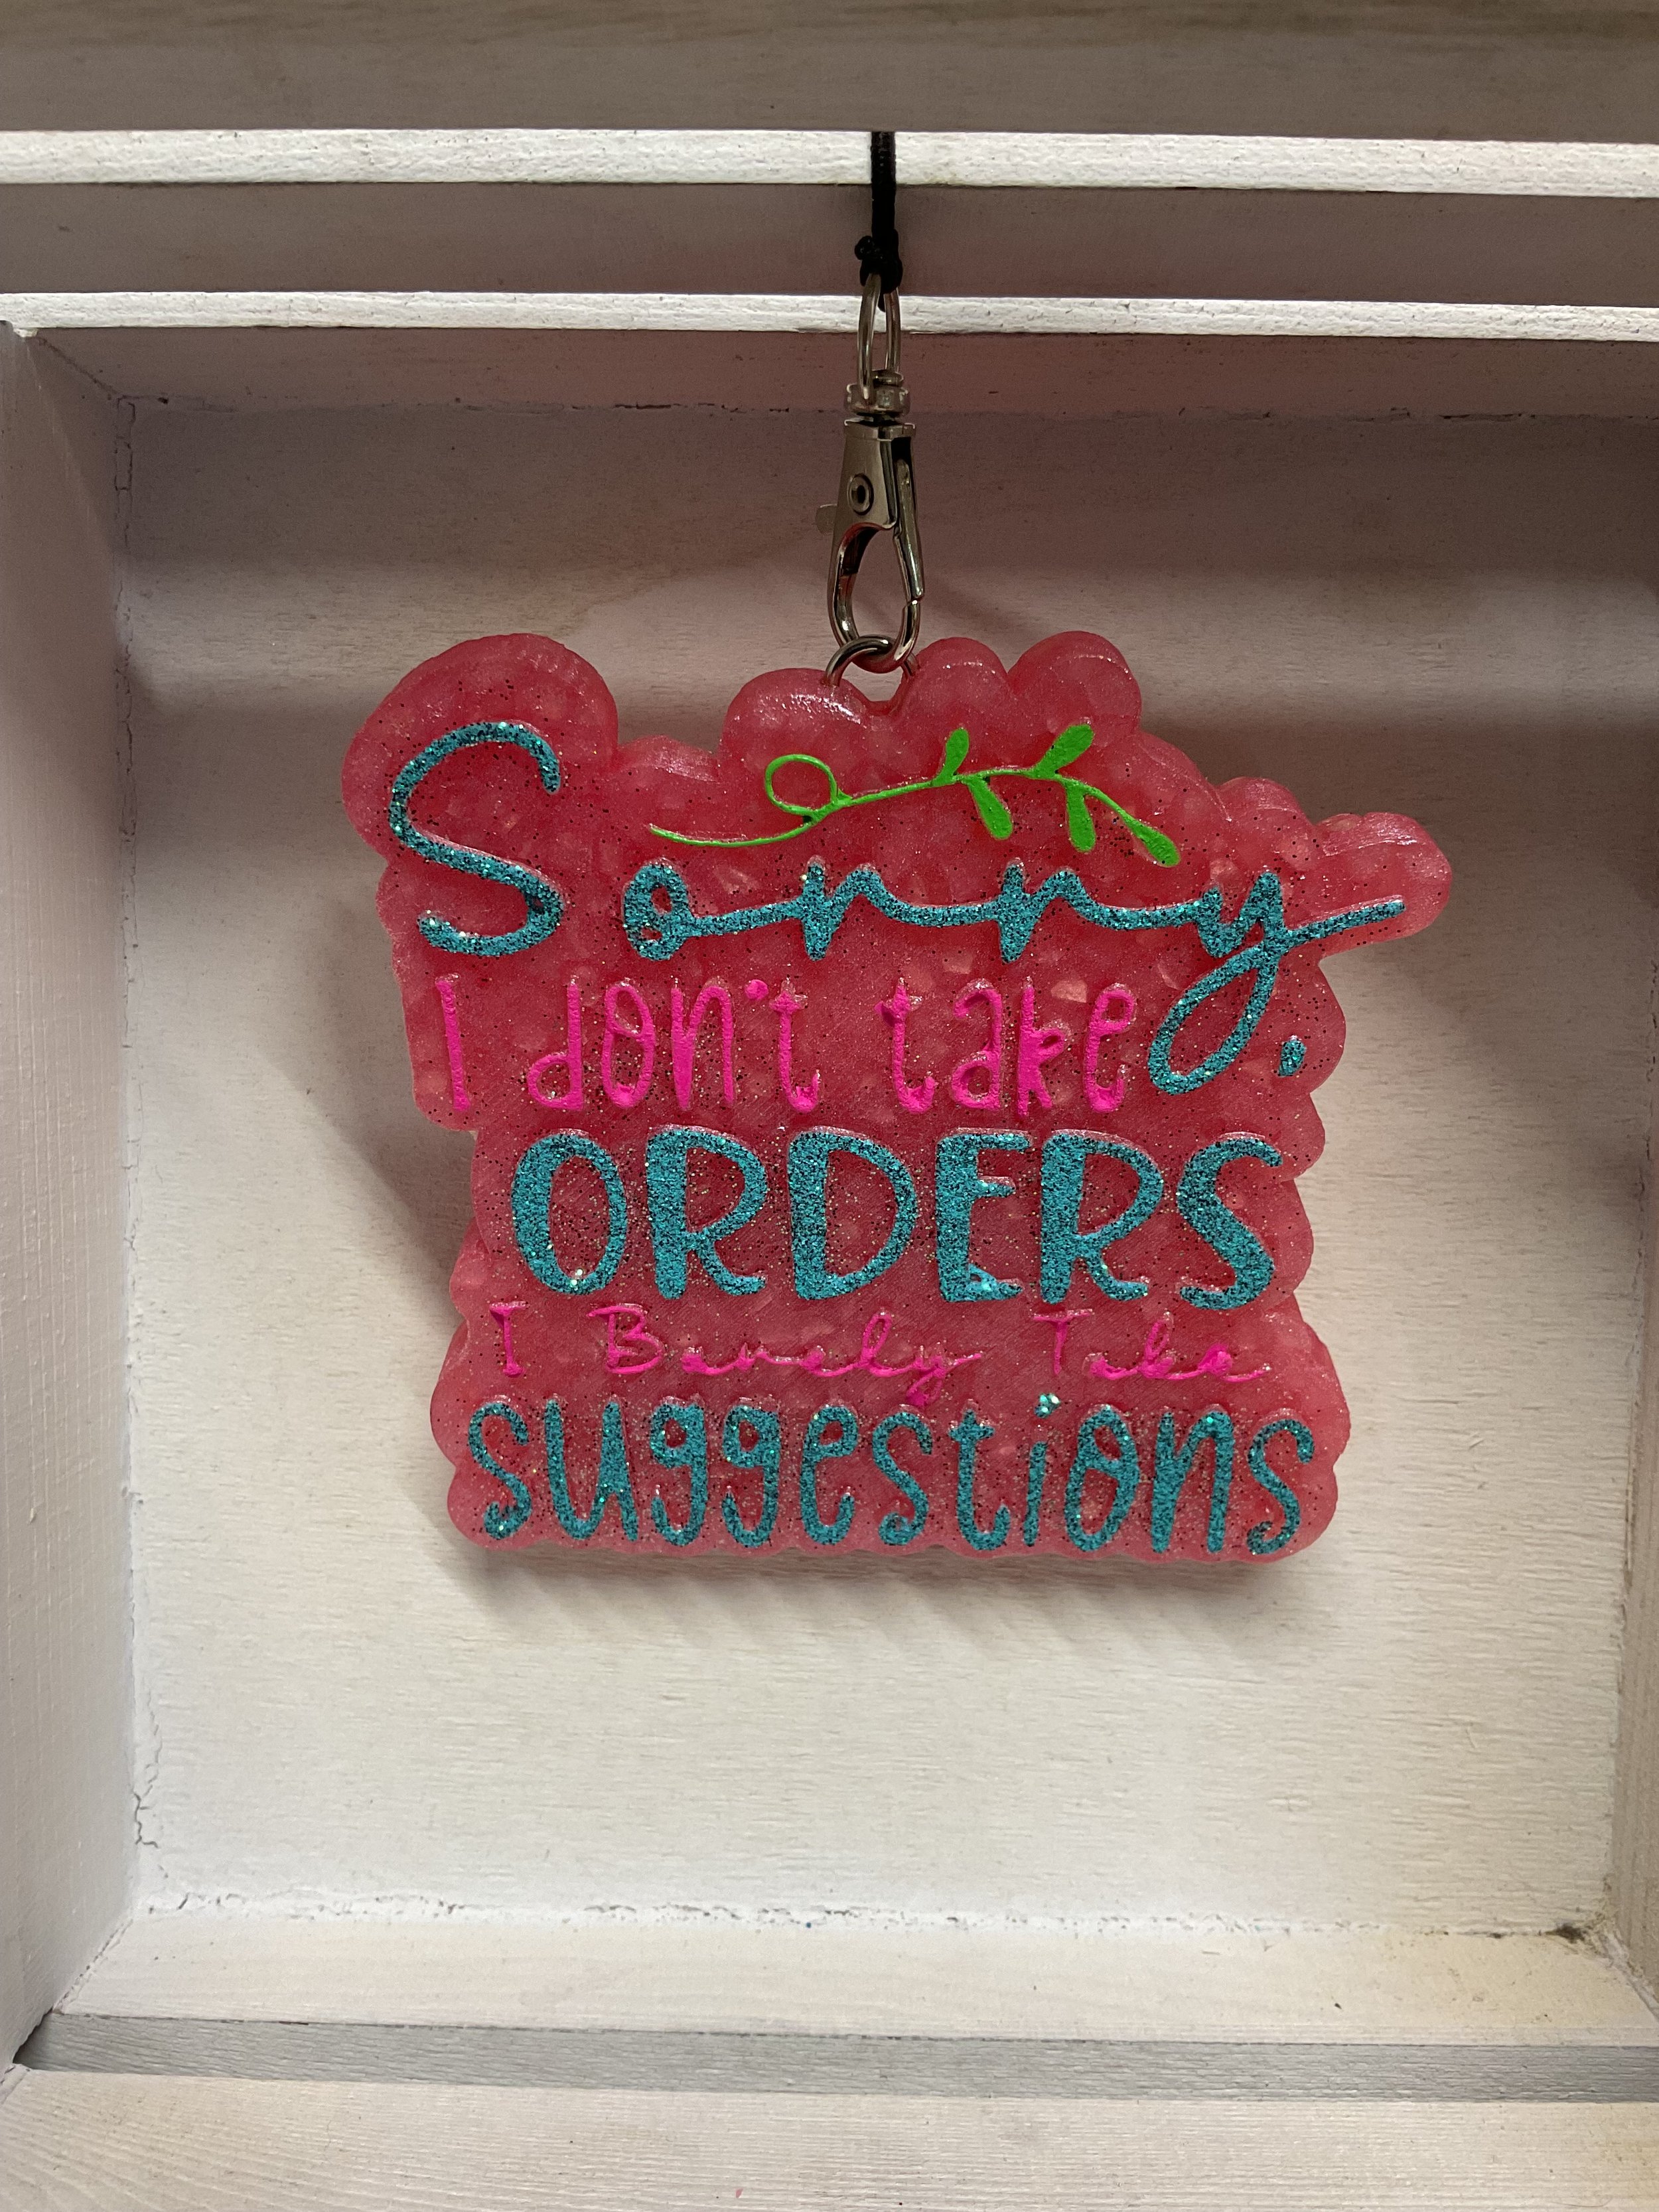 Sorry.
I don't take
ORDERS
I Barely Take
suggestions